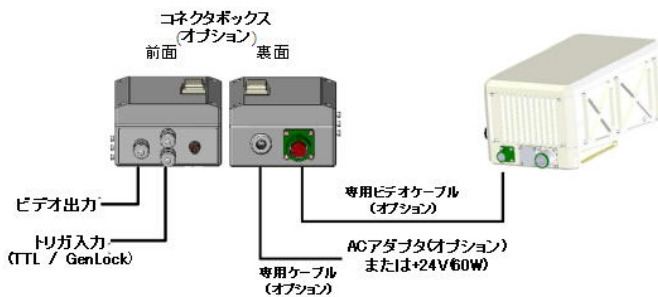 コネクタボックス
(オプション)
前面
裏面
ビデオ出力
トリガ入力
(TTL / GenLock)
専用ビデオケーブル
(オプション)
専用ケーブル
(オプション)
ACアダプタ(オプション)
または+24V(60W)